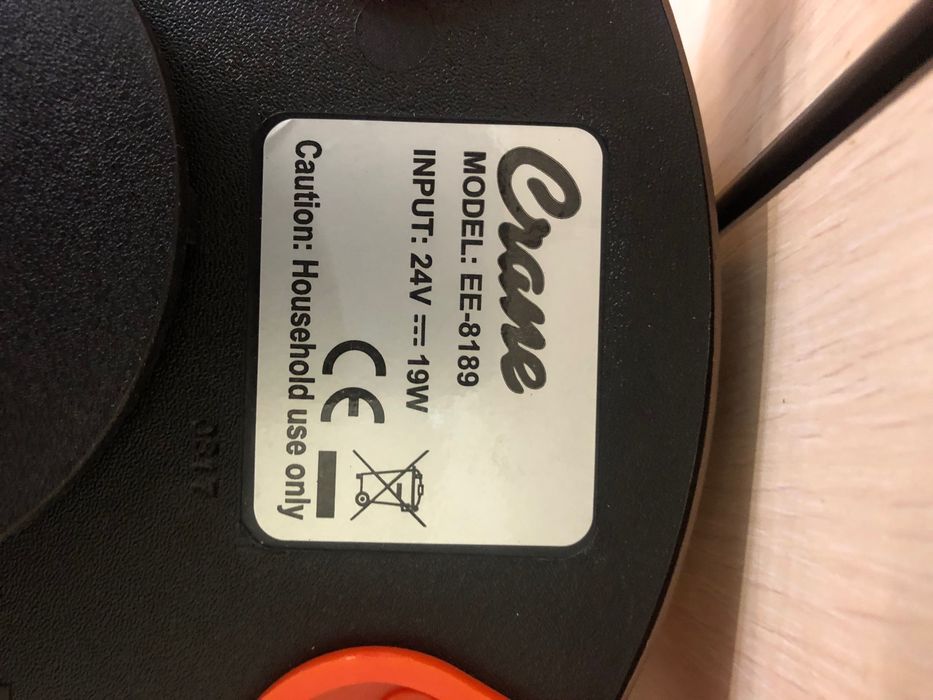 Crane
MODEL: EE-8189
INPUT: 24V ⎓ 19W
CE
Caution: Household use only